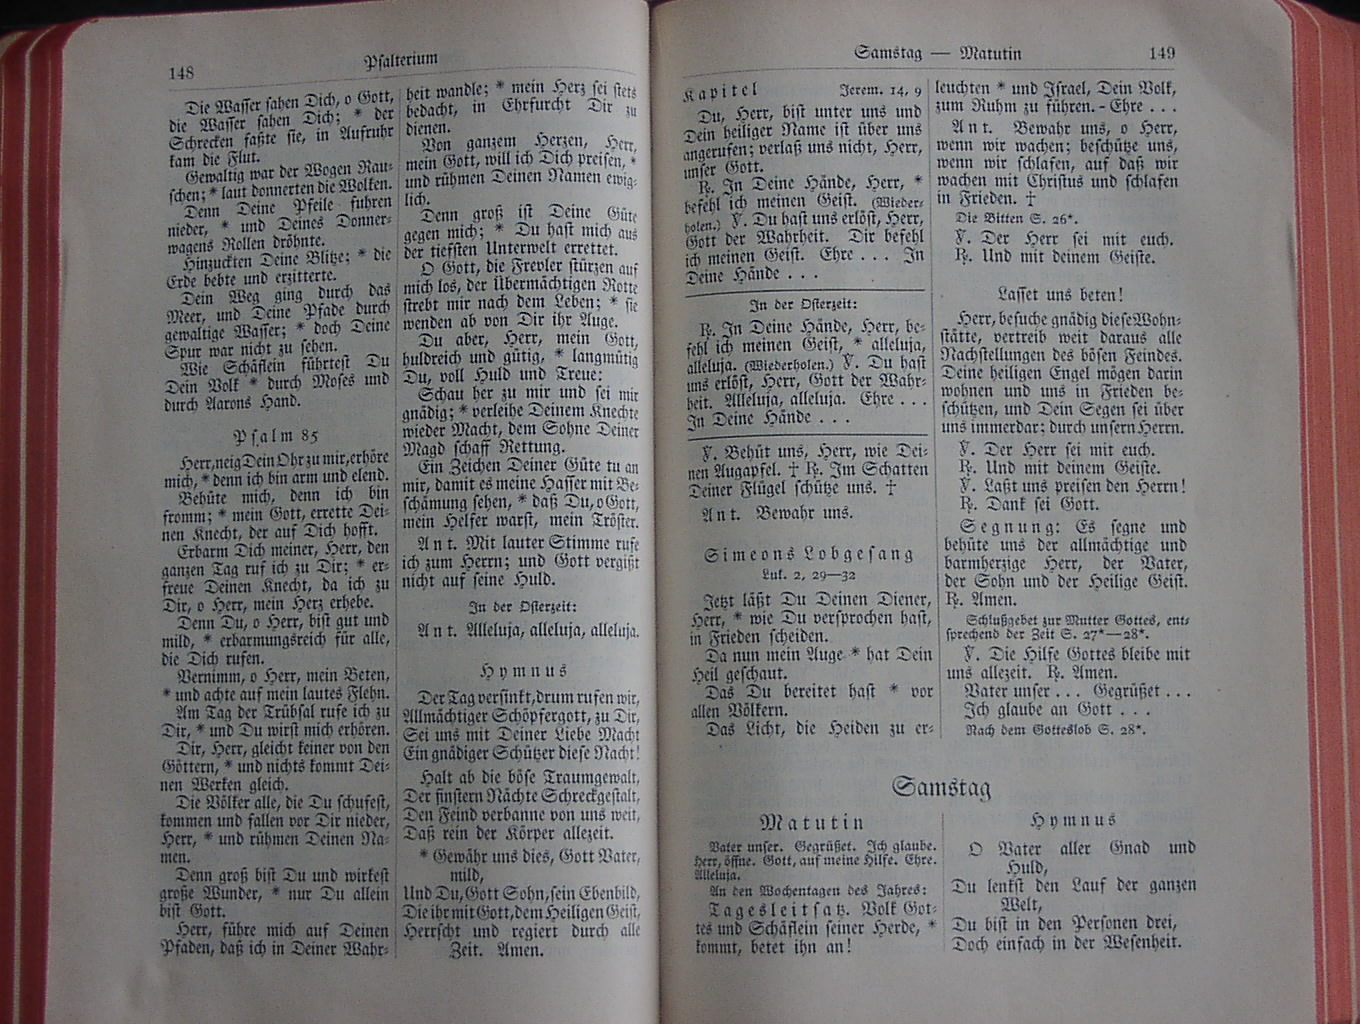 148
Psalterium
Die Wasser sahen Dich, o Gott,
die Wasser sahen Dich; * der
Schrecken faßte sie, in Aufruhr
kam die Flut.
Gewaltig war der Wogen Rau-
schen; * laut donnerten die Wolken.
Denn Deine Pfeile fuhren
nieder, * und Deines Donner-
wagens Rollen dröhnte.
Hinzuckten Deine Blitze; * die
Erde bebte und erzitterte.
Dein Weg ging durch das
Meer, und Deine Pfade durch
gewaltige Wasser; * doch Deine
Spur war nicht zu sehen.
Wie Schäflein führtest Du
Dein Volk * durch Moses und
durch Aarons Hand.
Psalm 85
Herr, neig Dein Ohr zu mir, erhöre
mich, * denn ich bin arm und elend.
Behüte mich, denn ich bin
fromm; * mein Gott, errette Dei-
nen Knecht, der auf Dich hofft.
Erbarm Dich meiner, Herr, den
ganzen Tag ruf ich zu Dir; * er-
freue Deinen Knecht, da ich zu
Dir, o Herr, mein Herz erhebe.
Denn Du, o Herr, bist gut und
mild, * erbarmungsreich für alle,
die Dich rufen.
Vernimm, o Herr, mein Beten,
* und achte auf mein lautes Flehn.
Am Tag der Trübsal rufe ich zu
Dir, * und Du wirst mich erhören.
Dir, Herr, gleicht keiner von den
Göttern, * und nichts kommt Dei-
nen Werken gleich.
Die Völker alle, die Du schufest,
kommen und fallen vor Dir nieder,
Herr, * und rühmen Deinen Na-
men.
Denn groß bist Du und wirkest
große Wunder, * nur Du allein
bist Gott.
Herr, führe mich auf Deinen
Pfaden, daß ich in Deiner Wahr-
heit wandle; * mein Herz sei stets
bedacht, in Ehrfurcht Dir zu
dienen.
Von ganzem Herzen, Herr,
mein Gott, will ich Dich preisen, *
und rühmen Deinen Namen ewig-
lich.
Denn groß ist Deine Güte
gegen mich; * Du hast mich aus
der tiefsten Unterwelt errettet.
O Gott, die Frevler stürzen auf
mich los, der Übermächtigen Rotte
strebt mir nach dem Leben; * sie
wenden ab von Dir ihr Auge.
Du aber, Herr, mein Gott,
huldreich und gütig, * langmütig
Du, voll Huld und Treue:
Schau her zu mir und sei mir
gnädig; * verleihe Deinem Knechte
wieder Macht, dem Sohne Deiner
Magd schaff Rettung.
Ein Zeichen Deiner Güte tu an
mir, damit es meine Hasser mit Be-
schämung sehen, * daß Du, o Gott,
mein Helfer warst, mein Tröster.
Ant. Mit lauter Stimme rufe
ich zum Herrn; und Gott vergißt
nicht auf seine Huld.
In der Osterzeit:
Ant. Alleluja, alleluja, alleluja.
Hymnus
Der Tag versinkt, drum rufen wir,
Allmächtiger Schöpfergott, zu Dir,
Sei uns mit Deiner Liebe Macht
Ein gnädiger Schützer diese Nacht!
Halt ab die böse Traumgewalt,
Der finstern Nächte Schreckgestalt,
Den Feind verbanne von uns weit,
Daß rein der Körper allezeit.
* Gewähr uns dies, Gott Vater,
mild,
Und Du, Gott Sohn, sein Ebenbild,
Die ihr mit Gott, dem Heiligen Geist,
Herrscht und regiert durch alle
Zeit. Amen.
Samstag — Matutin
149
Kapitel Jerem. 14, 9
Du, Herr, bist unter uns und
Dein heiliger Name ist über uns
angerufen; verlaß uns nicht, Herr,
unser Gott.
℟. In Deine Hände, Herr, *
befehl ich meinen Geist. (Wieder-
holen.) ℣. Du hast uns erlöst, Herr,
Gott der Wahrheit. Dir befehl
ich meinen Geist. Ehre . . . In
Deine Hände . . .
In der Osterzeit:
℟. In Deine Hände, Herr, be-
fehl ich meinen Geist, * alleluja,
alleluja. (Wiederholen.) ℣. Du hast
uns erlöst, Herr, Gott der Wahr-
heit. Alleluja, alleluja. Ehre . . .
In Deine Hände . . .
℣. Behüt uns, Herr, wie Dei-
nen Augapfel. † ℟. Im Schatten
Deiner Flügel schütze uns. †
Ant. Bewahr uns.
Simeons Lobgesang
Luk. 2, 29—32
Jetzt läßt Du Deinen Diener,
Herr, * wie Du versprochen hast,
in Frieden scheiden.
Da nun mein Auge * hat Dein
Heil geschaut.
Das Du bereitet hast * vor
allen Völkern.
Das Licht, die Heiden zu er-
leuchten * und Israel, Dein Volk,
zum Ruhm zu führen. - Ehre . . .
Ant. Bewahr uns, o Herr,
wenn wir wachen; beschütze uns,
wenn wir schlafen, auf daß wir
wachen mit Christus und schlafen
in Frieden. †
Die Bitten S. 26*.
℣. Der Herr sei mit euch.
℟. Und mit deinem Geiste.
Lasset uns beten!
Herr, besuche gnädig diese Wohn-
stätte, vertreib weit daraus alle
Nachstellungen des bösen Feindes.
Deine heiligen Engel mögen darin
wohnen und uns in Frieden be-
schützen, und Dein Segen sei über
uns immerdar; durch unsern Herrn.
℣. Der Herr sei mit euch.
℟. Und mit deinem Geiste.
℣. Laßt uns preisen den Herrn!
℟. Dank sei Gott.
Segnung: Es segne und
behüte uns der allmächtige und
barmherzige Herr, der Vater,
der Sohn und der Heilige Geist.
℟. Amen.
Schlußgebet zur Mutter Gottes, ent-
sprechend der Zeit S. 27*—28*.
℣. Die Hilfe Gottes bleibe mit
uns allezeit. ℟. Amen.
Vater unser . . . Gegrüßet . . .
Ich glaube an Gott . . .
Nach dem Gotteslob S. 28*.
Samstag
Matutin
Vater unser. Gegrüßet. Ich glaube.
Herr, öffne. Gott, auf meine Hilfe. Ehre.
Alleluja.
An den Wochentagen des Jahres:
Tagesleitsatz. Volk Got-
tes und Schäflein seiner Herde, *
kommt, betet ihn an!
Hymnus
O Vater aller Gnad und
Huld,
Du lenkst den Lauf der ganzen
Welt,
Du bist in den Personen drei,
Doch einfach in der Wesenheit.